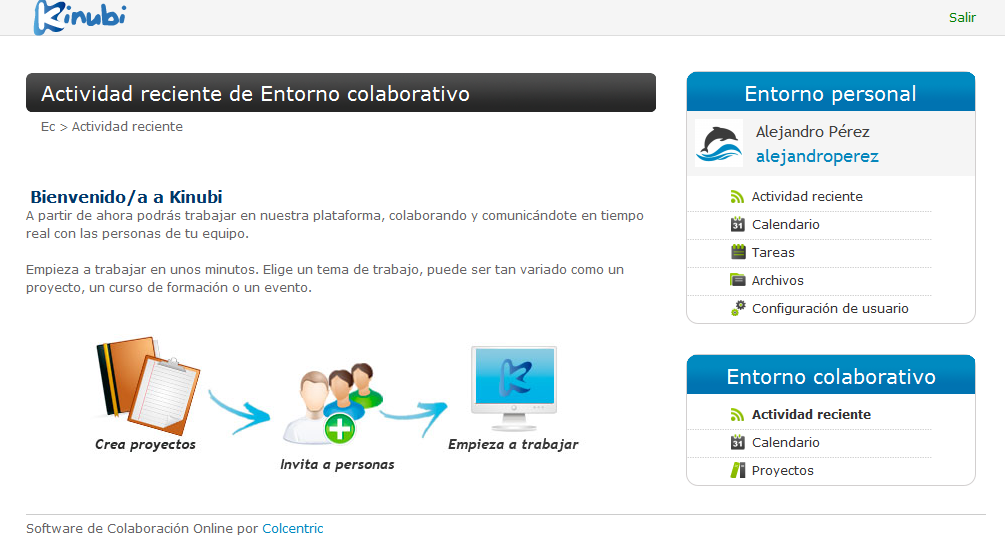 Kinubi
Salir
Actividad reciente de Entorno colaborativo
Ec > Actividad reciente
Bienvenido/a a Kinubi
A partir de ahora podrás trabajar en nuestra plataforma, colaborando y comunicándote en tiempo
real con las personas de tu equipo.
Empieza a trabajar en unos minutos. Elige un tema de trabajo, puede ser tan variado como un
proyecto, un curso de formación o un evento.
Crea proyectos
Invita a personas
K
Empieza a trabajar
Entorno personal
Alejandro Pérez
alejandroperez
Actividad reciente
31 Calendario
Tareas
Archivos
Configuración de usuario
Entorno colaborativo
Actividad reciente
31 Calendario
Proyectos
Software de Colaboración Online por Colcentric